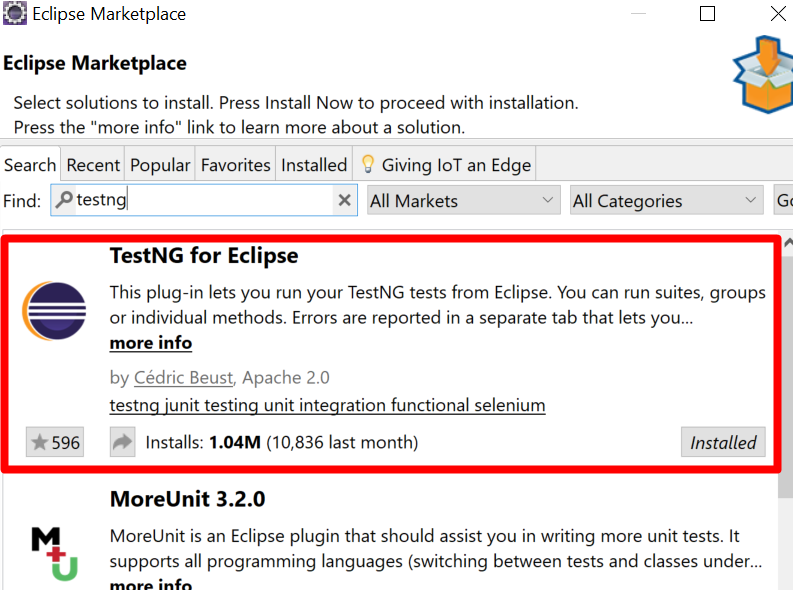 Eclipse Marketplace
Eclipse Marketplace
Select solutions to install. Press Install Now to proceed with installation.
Press the "more info" link to learn more about a solution.
Search Recent Popular Favorites Installed Giving IoT an Edge
Find: testng All Markets All Categories
TestNG for Eclipse
This plug-in lets you run your TestNG tests from Eclipse. You can run suites, groups
or individual methods. Errors are reported in a separate tab that lets you...
more info
by Cédric Beust, Apache 2.0
testng junit testing unit integration functional selenium
596 Installs: 1.04M (10,836 last month) Installed
MoreUnit 3.2.0
M+U
MoreUnit is an Eclipse plugin that should assist you in writing more unit tests. It
supports all programming languages (switching between tests and classes under...
more info